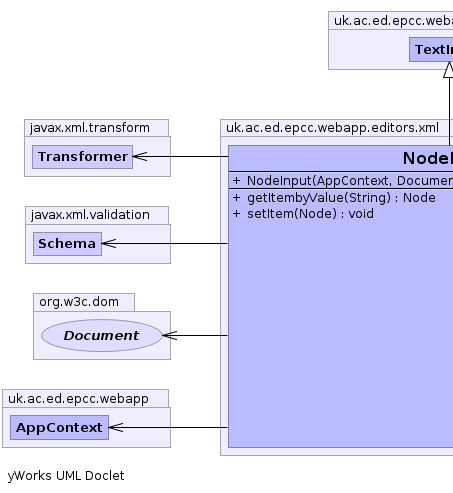 uk.ac.ed.epcc.weba
TextI
javax.xml.transform
Transformer
uk.ac.ed.epcc.webapp.editors.xml
NodeI
+ NodeInput(AppContext, Documen
+ getItembyValue(String) : Node
+ setItem(Node) : void
javax.xml.validation
Schema
org.w3c.dom
Document
uk.ac.ed.epcc.webapp
AppContext
yWorks UML Doclet